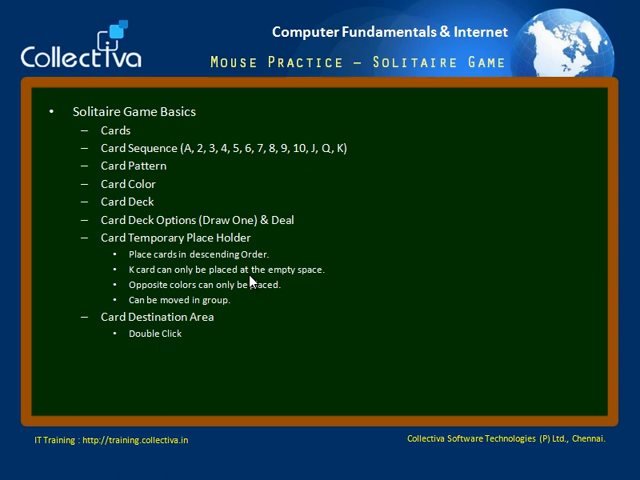 Collectiva
Computer Fundamentals & Internet
Mouse Practice – Solitaire Game
• Solitaire Game Basics
– Cards
– Card Sequence (A, 2, 3, 4, 5, 6, 7, 8, 9, 10, J, Q, K)
– Card Pattern
– Card Color
– Card Deck
– Card Deck Options (Draw One) & Deal
– Card Temporary Place Holder
• Place cards in descending Order.
• K card can only be placed at the empty space.
• Opposite colors can only be placed.
• Can be moved in group.
– Card Destination Area
• Double Click
IT Training : http://training.collectiva.in
Collectiva Software Technologies (P) Ltd., Chennai.